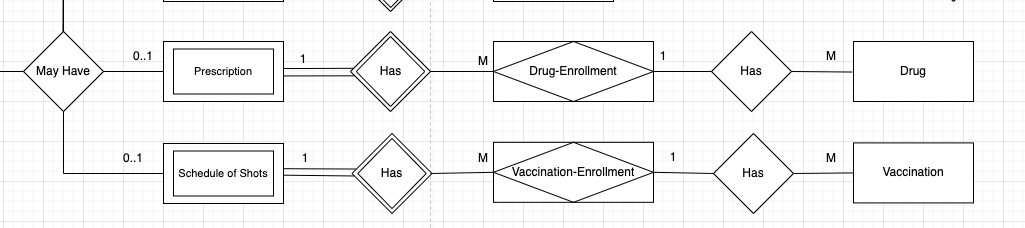 May Have 0..1 Prescription 1 Has M Drug-Enrollment 1 Has M Drug
0..1 Schedule of Shots 1 Has M Vaccination-Enrollment 1 Has M Vaccination